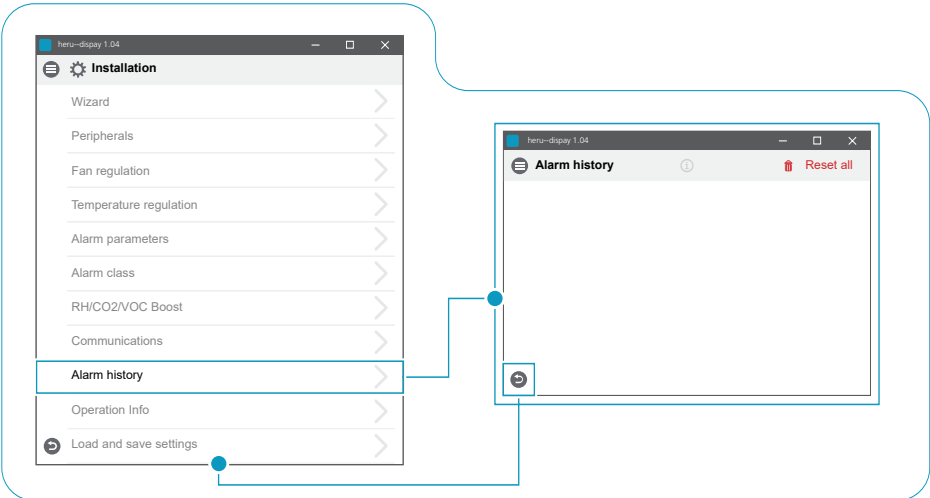 heru--dispay 1.04
Installation
Wizard
Peripherals
Fan regulation
Temperature regulation
Alarm parameters
Alarm class
RH/CO2/VOC Boost
Communications
Alarm history
Operation Info
Load and save settings
heru--dispay 1.04
Alarm history
Reset all